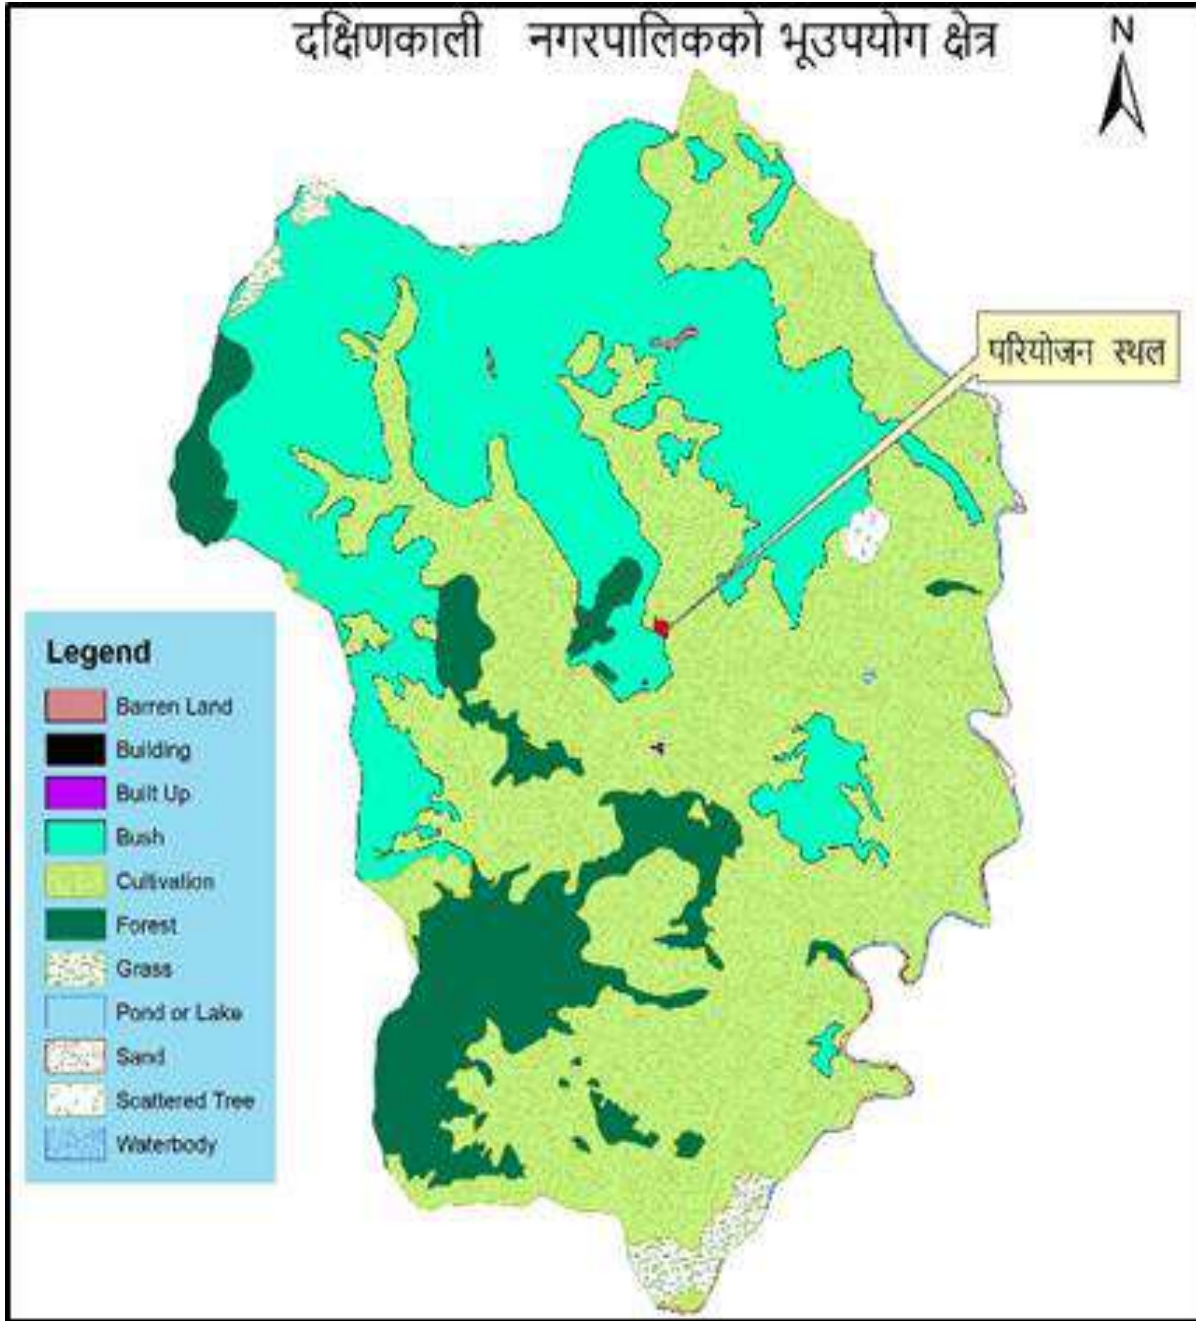 दक्षिणकाली नगरपालिकको भूउपयोग क्षेत्र
N
परियोजन स्थल
Legend
Barren Land
Building
Built Up
Bush
Cultivation
Forest
Grass
Pond or Lake
Sand
Scattered Tree
Waterbody